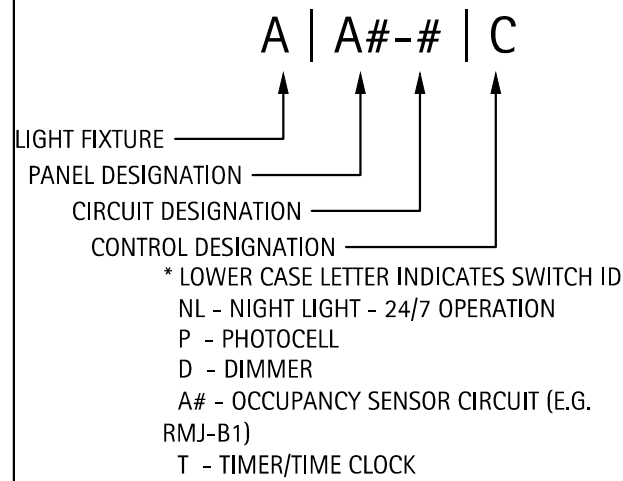 A | A#-# | C
LIGHT FIXTURE
PANEL DESIGNATION
CIRCUIT DESIGNATION
CONTROL DESIGNATION
* LOWER CASE LETTER INDICATES SWITCH ID
NL - NIGHT LIGHT - 24/7 OPERATION
P - PHOTOCELL
D - DIMMER
A# - OCCUPANCY SENSOR CIRCUIT (E.G.
RMJ-B1)
T - TIMER/TIME CLOCK